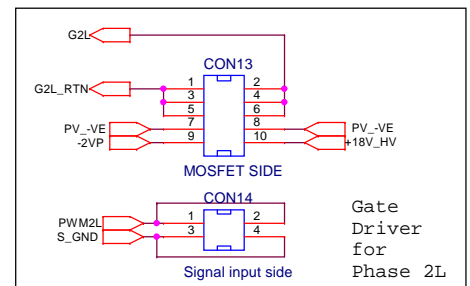 G2L
CON13
G2L_RTN
1 2
3 4
5 6
PV_-VE 7 8 PV_-VE
-2VP 9 10 +18V_HV
MOSFET SIDE
CON14
PWM2L 1 2
S_GND 3 4
Signal input side
Gate
Driver
for
Phase 2L